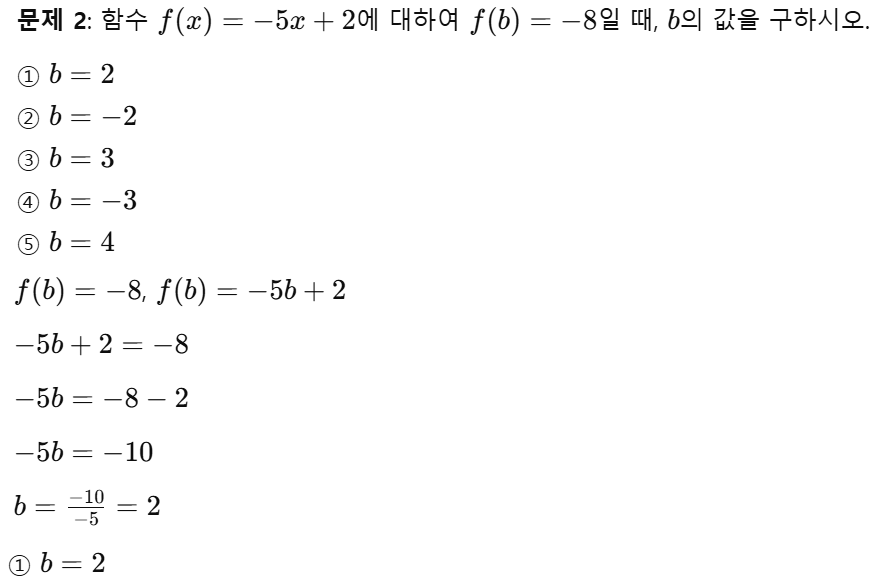 문제 2: 함수 f(x) = −5x + 2에 대하여 f(b) = −8일 때, b의 값을 구하시오.
① b = 2
② b = −2
③ b = 3
④ b = −3
⑤ b = 4
f(b) = −8, f(b) = −5b + 2
−5b + 2 = −8
−5b = −8 − 2
−5b = −10
b = \frac{−10}{−5} = 2
① b = 2